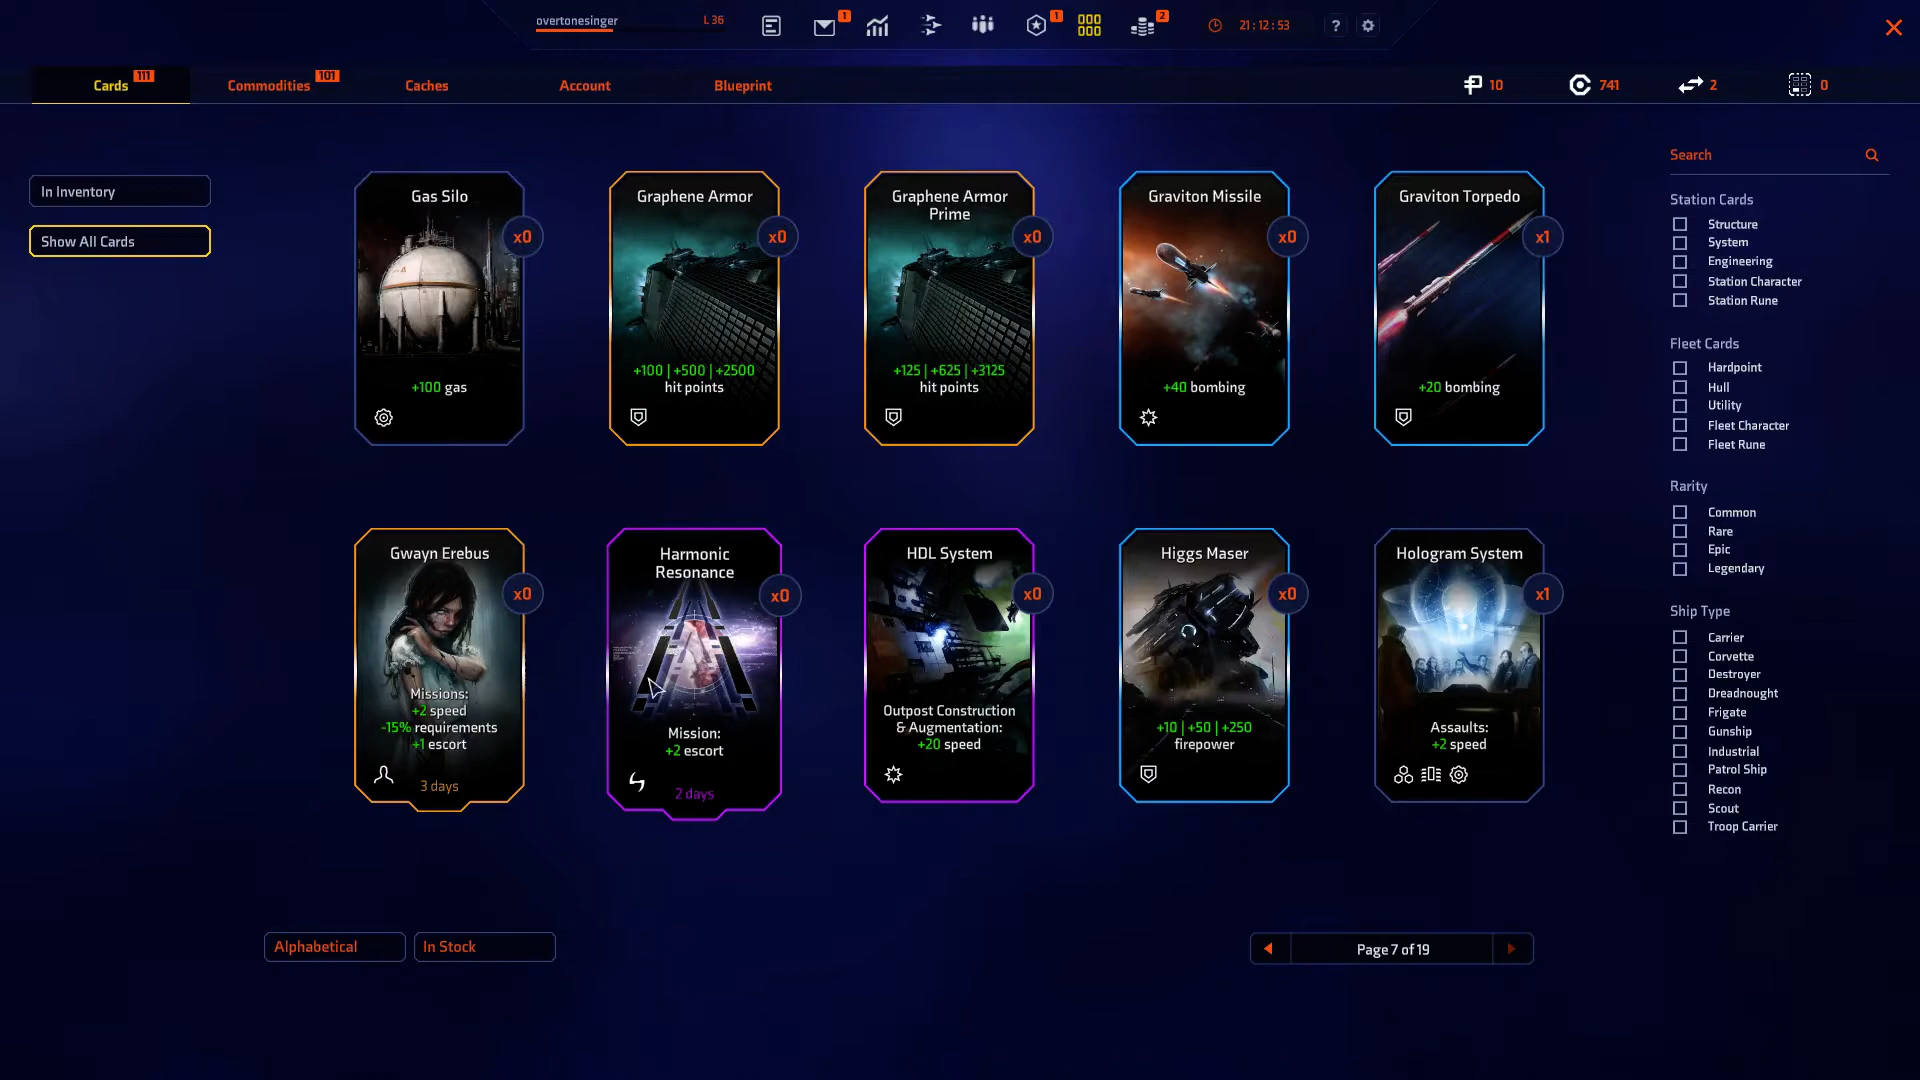 overtonesinger
L 36
1
1
2
21:12:53
?
Cards
111
Commodities
101
Caches
Account
Blueprint
10
741
2
0
In Inventory
Show All Cards
Gas Silo
x0
+100 gas
Graphene Armor
x0
+100 | +500 | +2500
hit points
Graphene Armor
Prime
x0
+125 | +625 | +3125
hit points
Graviton Missile
x0
+40 bombing
Graviton Torpedo
x1
+20 bombing
Gwayn Erebus
x0
Missions:
+2 speed
-15% requirements
+1 escort
3 days
Harmonic
Resonance
x0
Mission:
+2 escort
2 days
HDL System
x0
Outpost Construction
& Augmentation:
+20 speed
Higgs Maser
x0
+10 | +50 | +250
firepower
Hologram System
x1
Assaults:
+2 speed
Search
Station Cards
Structure
System
Engineering
Station Character
Station Rune
Fleet Cards
Hardpoint
Hull
Utility
Fleet Character
Fleet Rune
Rarity
Common
Rare
Epic
Legendary
Ship Type
Carrier
Corvette
Destroyer
Dreadnought
Frigate
Gunship
Industrial
Patrol Ship
Recon
Scout
Troop Carrier
Alphabetical
In Stock
Page 7 of 19